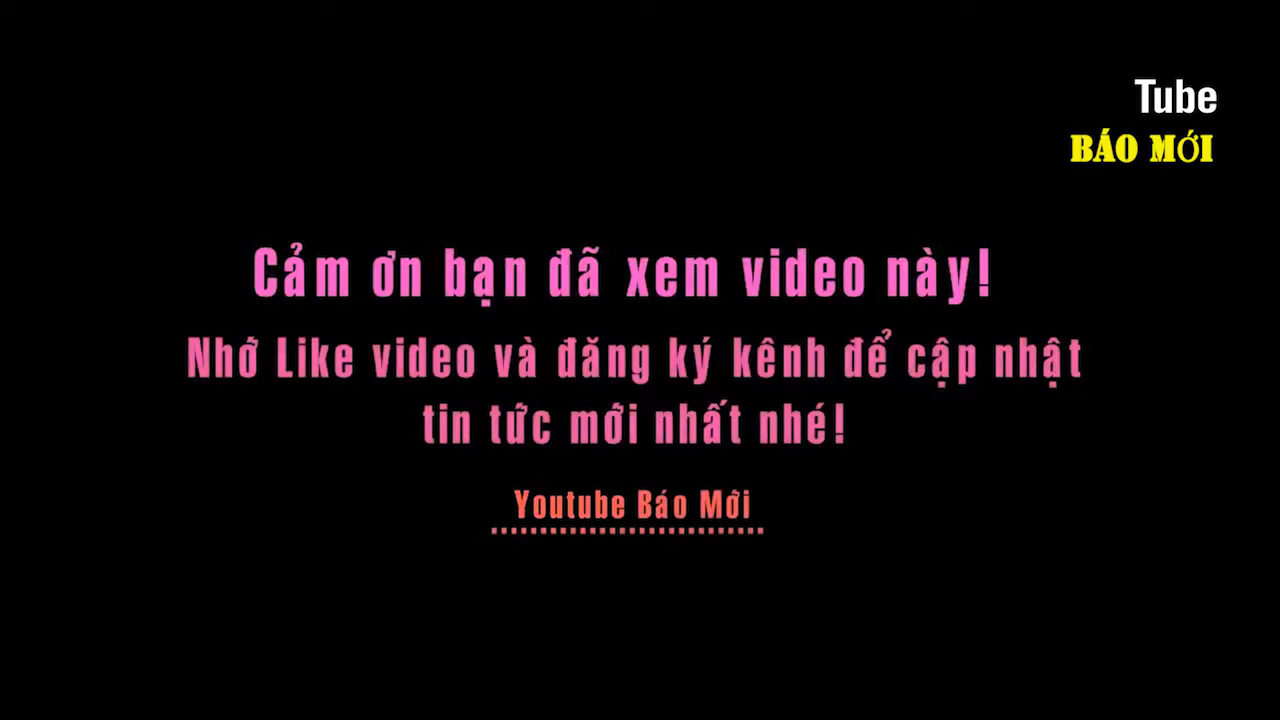 Tube
BÁO MỚI
Cảm ơn bạn đã xem video này!
Nhớ Like video và đăng ký kênh để cập nhật
tin tức mới nhất nhé!
Youtube Báo Mới